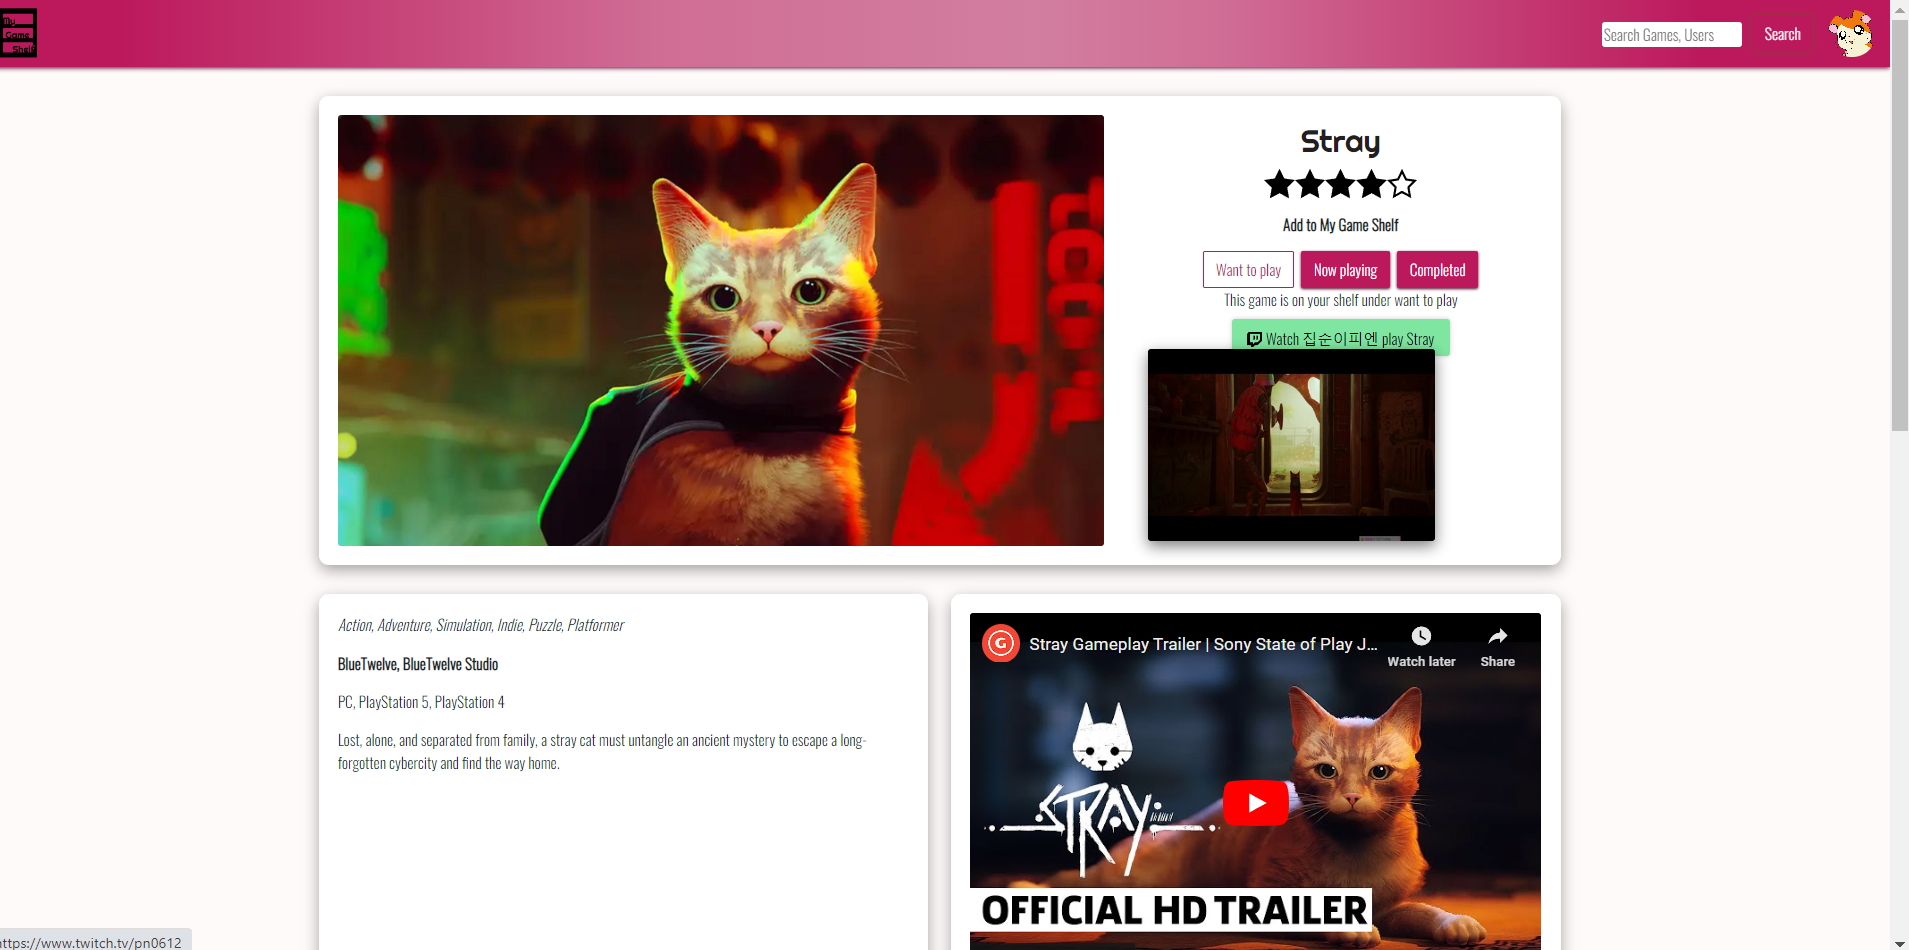 My
Game
Shelf
Search Games, Users
Search
Stray
Add to My Game Shelf
Want to play
Now playing
Completed
This game is on your shelf under want to play
Watch 집순이피엔 play Stray
Action, Adventure, Simulation, Indie, Puzzle, Platformer
BlueTwelve, BlueTwelve Studio
PC, PlayStation 5, PlayStation 4
Lost, alone, and separated from family, a stray cat must untangle an ancient mystery to escape a long-
forgotten cybercity and find the way home.
G
Stray Gameplay Trailer | Sony State of Play J...
Watch later
Share
STRAY
OFFICIAL HD TRAILER
https://www.twitch.tv/pn0612